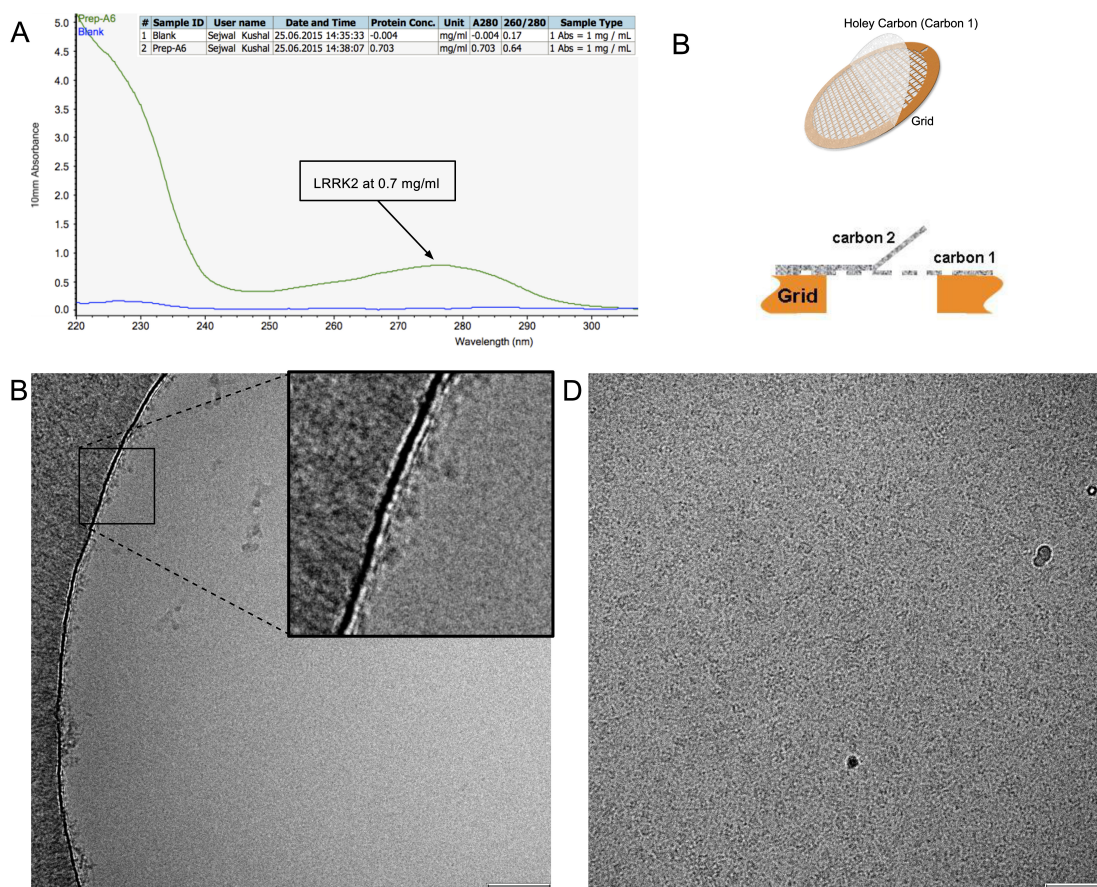 A
Prep-A6
Blank
# Sample ID User name Date and Time Protein Conc. Unit A280 260/280 Sample Type
1 Blank Sejwal Kushal 25.06.2015 14:35:33 -0.004 mg/ml -0.004 0.17 1 Abs = 1 mg / mL
2 Prep-A6 Sejwal Kushal 25.06.2015 14:38:07 0.703 mg/ml 0.703 0.64 1 Abs = 1 mg / mL
10mm Absorbance
5.0
4.5
4.0
3.5
3.0
2.5
2.0
1.5
1.0
0.5
0.0
LRRK2 at 0.7 mg/ml
220 230 240 250 260 270 280 290 300
Wavelength (nm)
B
Holey Carbon (Carbon 1)
Grid
carbon 2
carbon 1
Grid
B
D